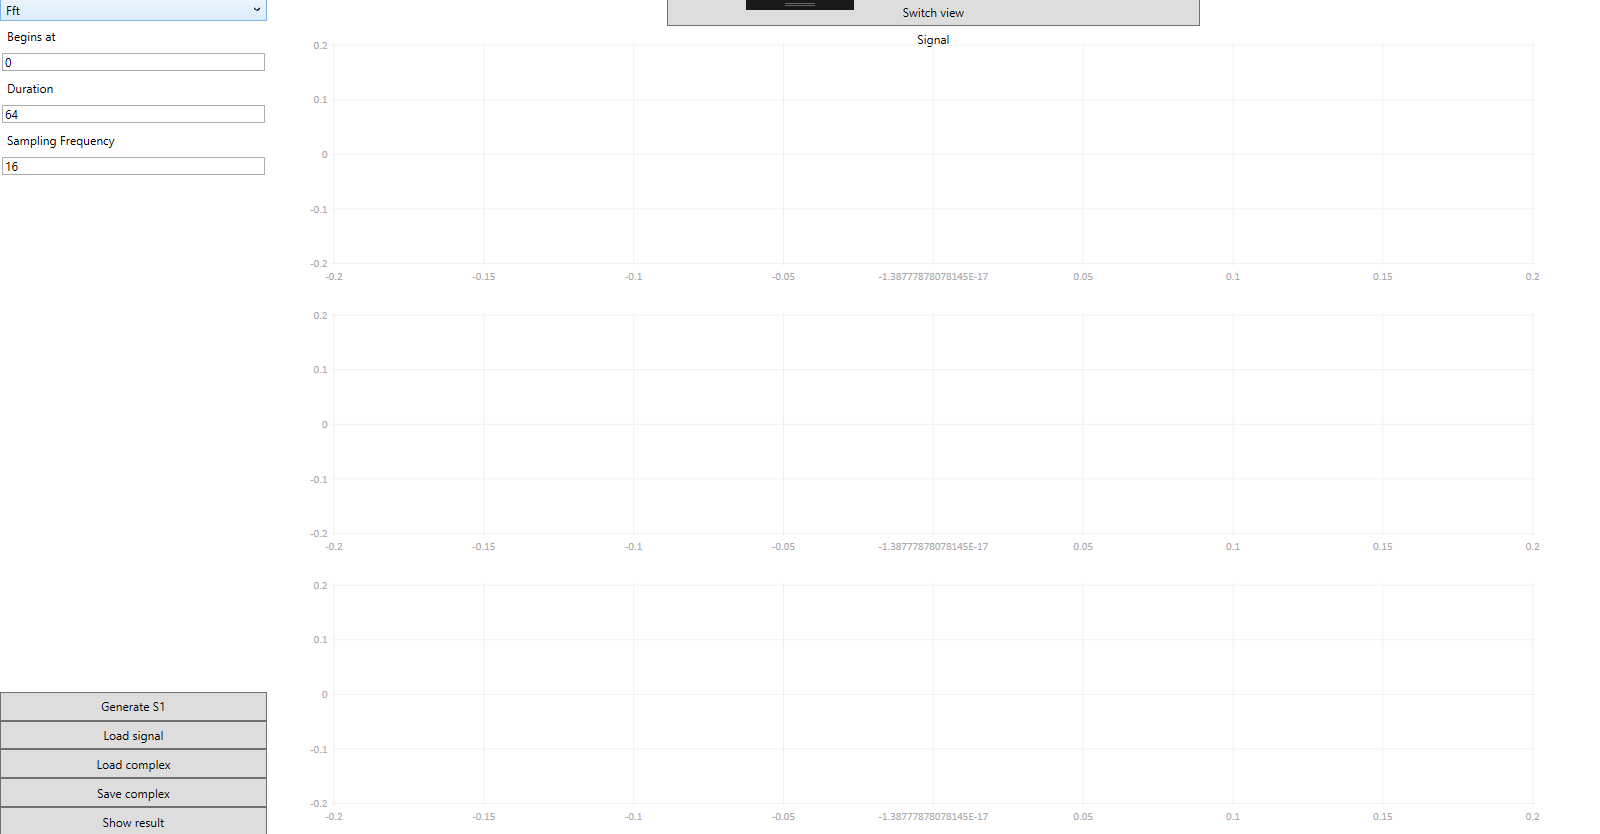 Fft
Begins at
0
Duration
64
Sampling Frequency
16
Generate S1
Load signal
Load complex
Save complex
Show result
Switch view
Signal
0.2
0.1
0
-0.1
-0.2
-0.2 -0.15 -0.1 -0.05 -1.38777878078145E-17 0.05 0.1 0.15 0.2
0.2
0.1
0
-0.1
-0.2
-0.2 -0.15 -0.1 -0.05 -1.38777878078145E-17 0.05 0.1 0.15 0.2
0.2
0.1
0
-0.1
-0.2
-0.2 -0.15 -0.1 -0.05 -1.38777878078145E-17 0.05 0.1 0.15 0.2